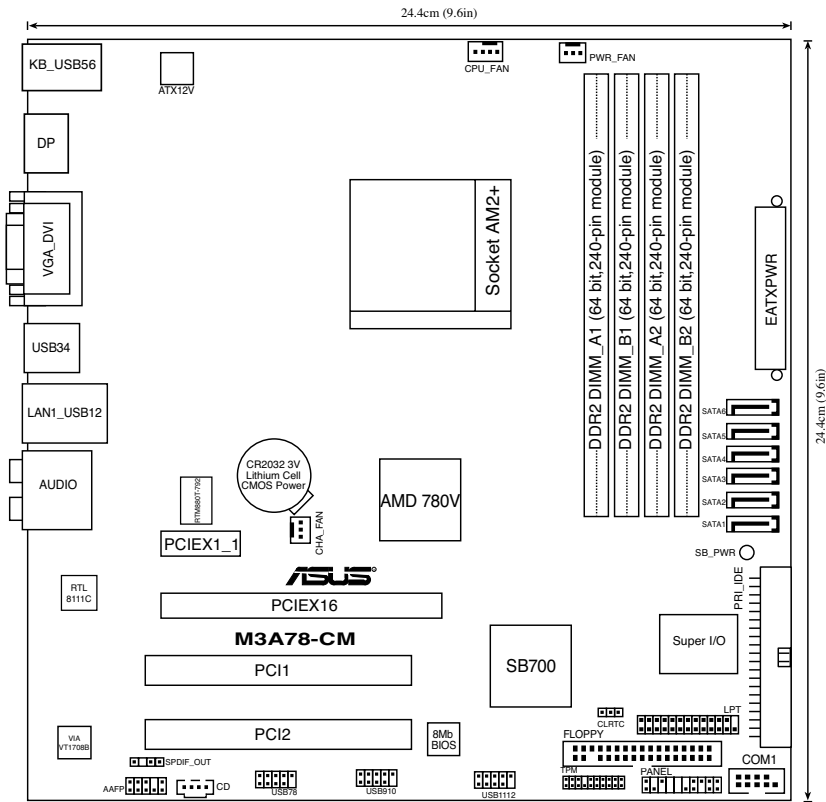 24.4cm (9.6in)
KB_USB56
ATX12V
CPU_FAN
PWR_FAN
DP
VGA_DVI
Socket AM2+
DDR2 DIMM_A1 (64 bit,240-pin module)
DDR2 DIMM_B1 (64 bit,240-pin module)
DDR2 DIMM_A2 (64 bit,240-pin module)
DDR2 DIMM_B2 (64 bit,240-pin module)
EATXPWR
24.4cm (9.6in)
USB34
LAN1_USB12
AUDIO
SATA6
SATA5
SATA4
SATA3
SATA2
SATA1
CR2032 3V
Lithium Cell
CMOS Power
RTM880T-792
AMD 780V
CHA_FAN
PCIEX1_1
SB_PWR
ASUS
RTL
8111C
PCIEX16
PRI_IDE
M3A78-CM
Super I/O
PCI1
SB700
CLRTC
LPT
VIA
VT1708B
PCI2
8Mb
BIOS
FLOPPY
SPDIF_OUT
COM1
AAFP
CD
USB78
USB910
USB1112
TPM
PANEL